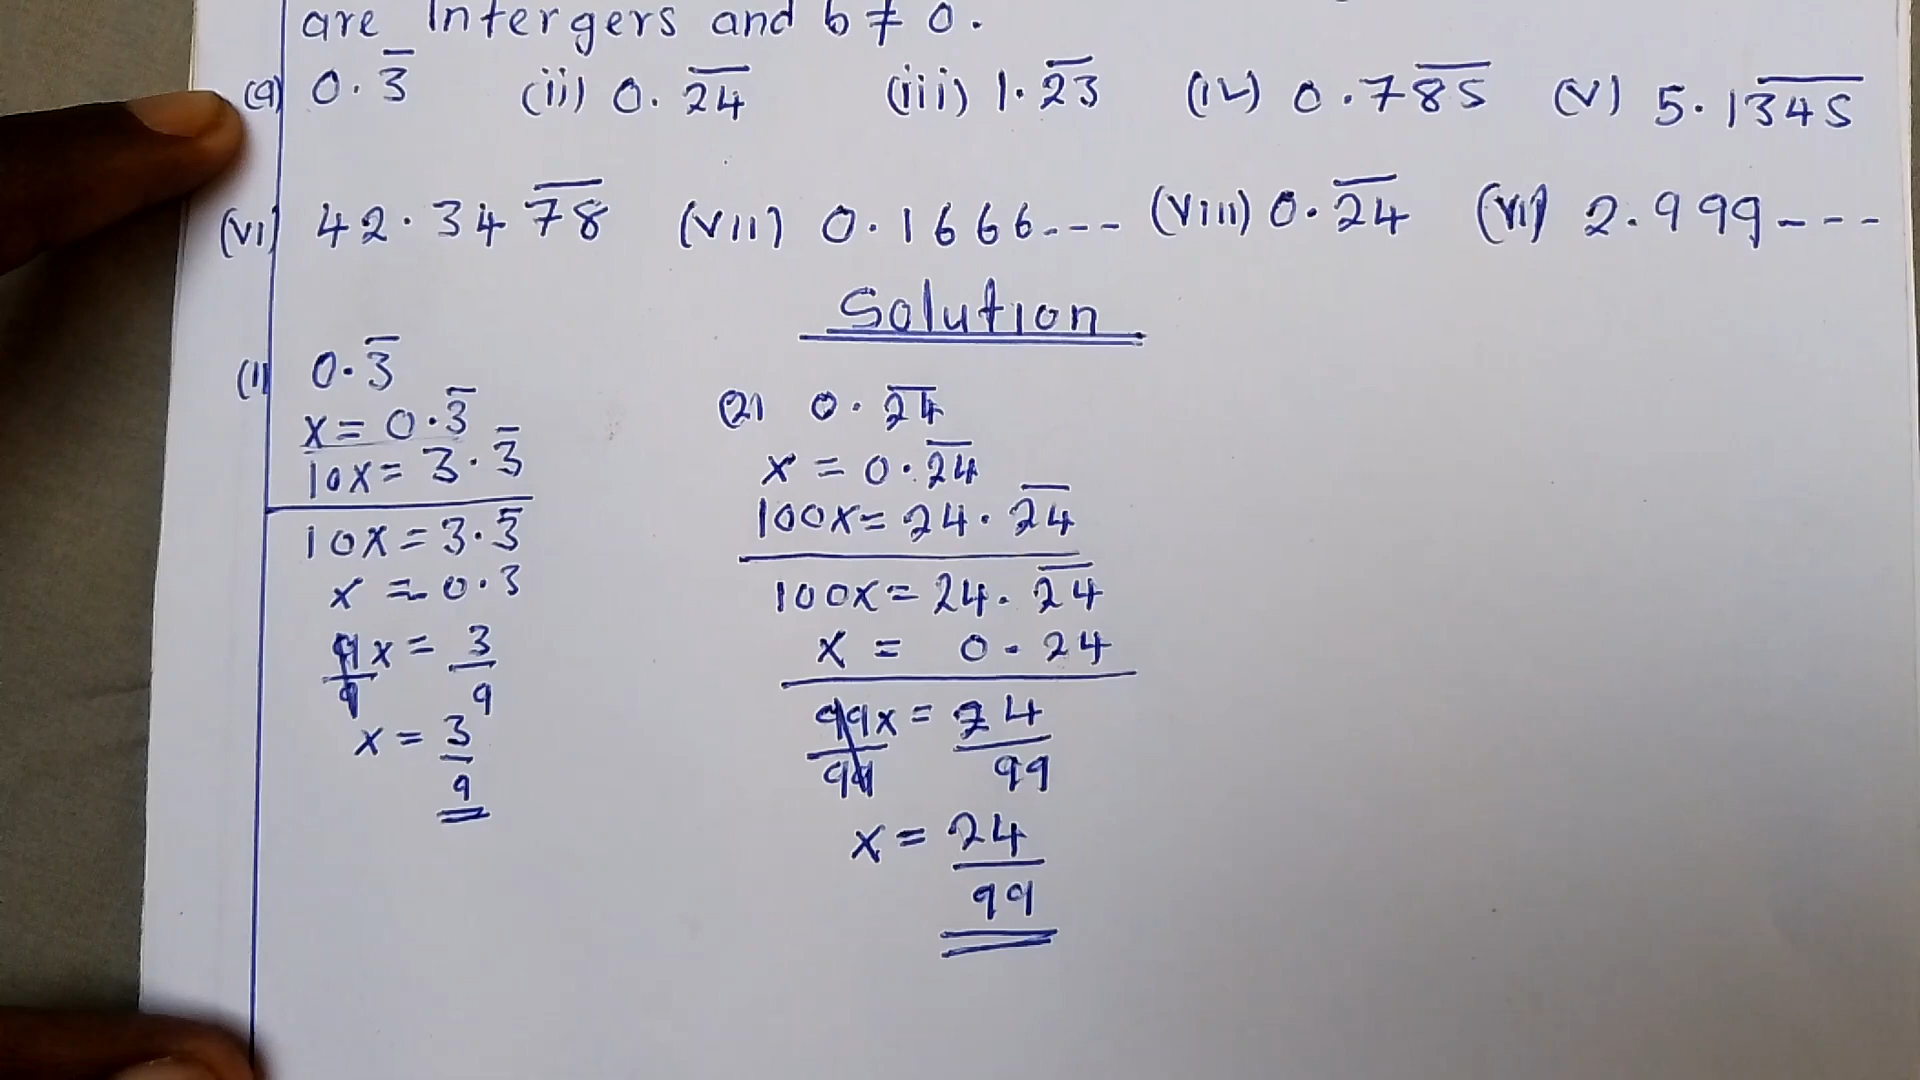 are Intergers and b ≠ 0.
(a) 0.3̅ (ii) 0.2̅4̅ (iii) 1.2̅3̅ (iv) 0.78̅5̅ (v) 5.13̅4̅5̅
(vi) 42.347̅8̅ (vii) 0.1666--- (viii) 0.2̅4̅ (vi) 2.999---
Solution
(1) 0.3̅
x = 0.3̅
10x = 3.3̅
10x = 3.3̅
x = 0.3
9x/9 = 3/9
x = 3/9
(2) 0.2̅4̅
x = 0.2̅4̅
100x = 24.2̅4̅
100x = 24.2̅4̅
x = 0.24
99x/99 = 24/99
x = 24/99